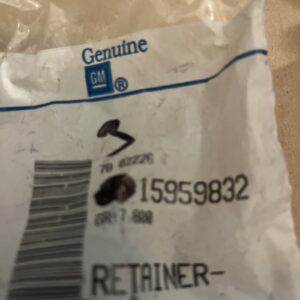 Genuine
GM ®
15959832
RETAINER-